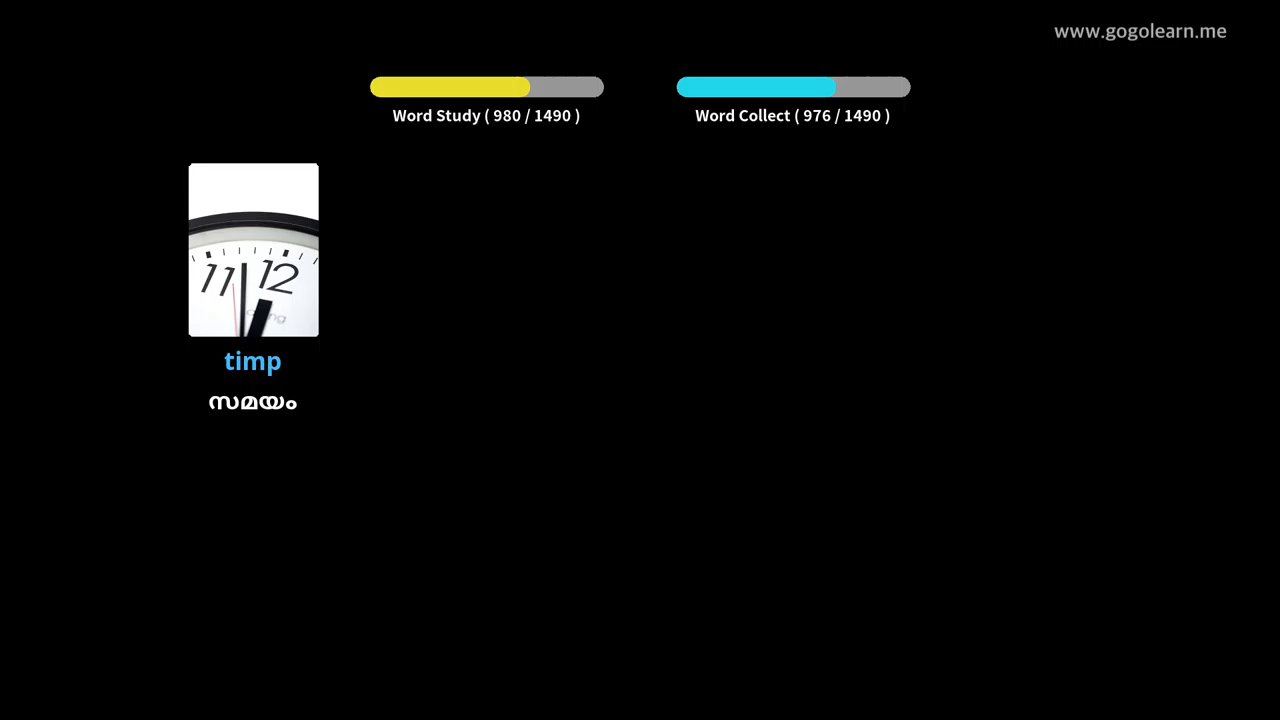 www.gogolearn.me
Word Study ( 980 / 1490 )
Word Collect ( 976 / 1490 )
11 12
timp
സമയം